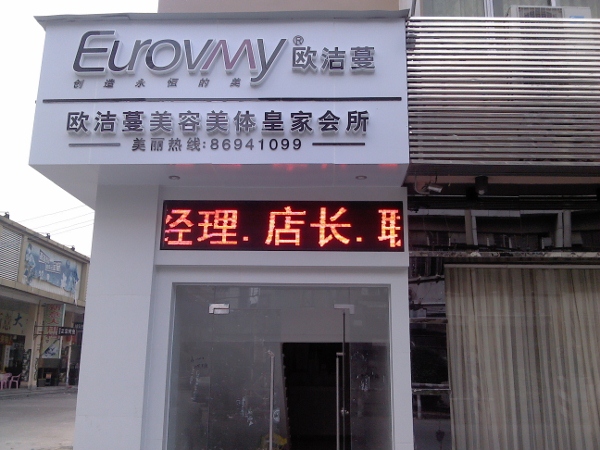 Eurovmy® 欧洁蔓
创造永恒的美
欧洁蔓美容美体皇家会所
美丽热线:86941099
经理.店长.耳